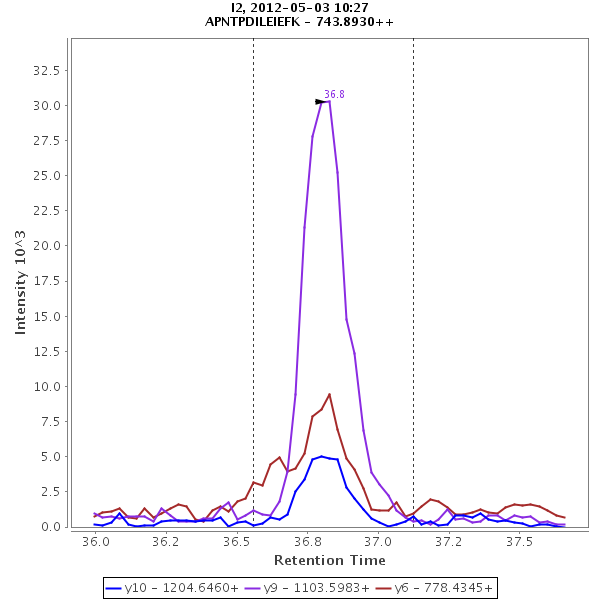 I2, 2012-05-03 10:27
APNTPDILEIEFK - 743.8930++
36.8
32.5
30.0
27.5
25.0
22.5
20.0
17.5
15.0
12.5
10.0
7.5
5.0
2.5
0.0
Intensity 10^3
36.0 36.2 36.5 36.8 37.0 37.2 37.5
Retention Time
y10 - 1204.6460+ y9 - 1103.5983+ y6 - 778.4345+